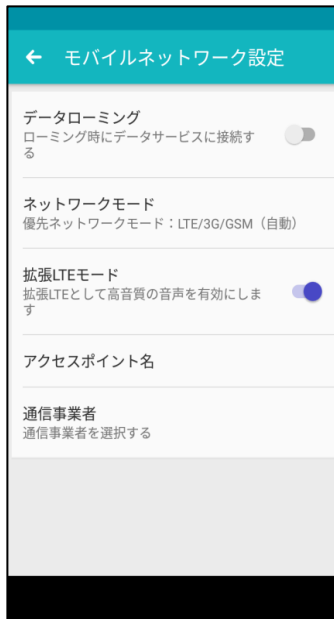 モバイルネットワーク設定
データローミング
ローミング時にデータサービスに接続す
る
ネットワークモード
優先ネットワークモード：LTE/3G/GSM（自動）
拡張LTEモード
拡張LTEとして高音質の音声を有効にしま
す
アクセスポイント名
通信事業者
通信事業者を選択する